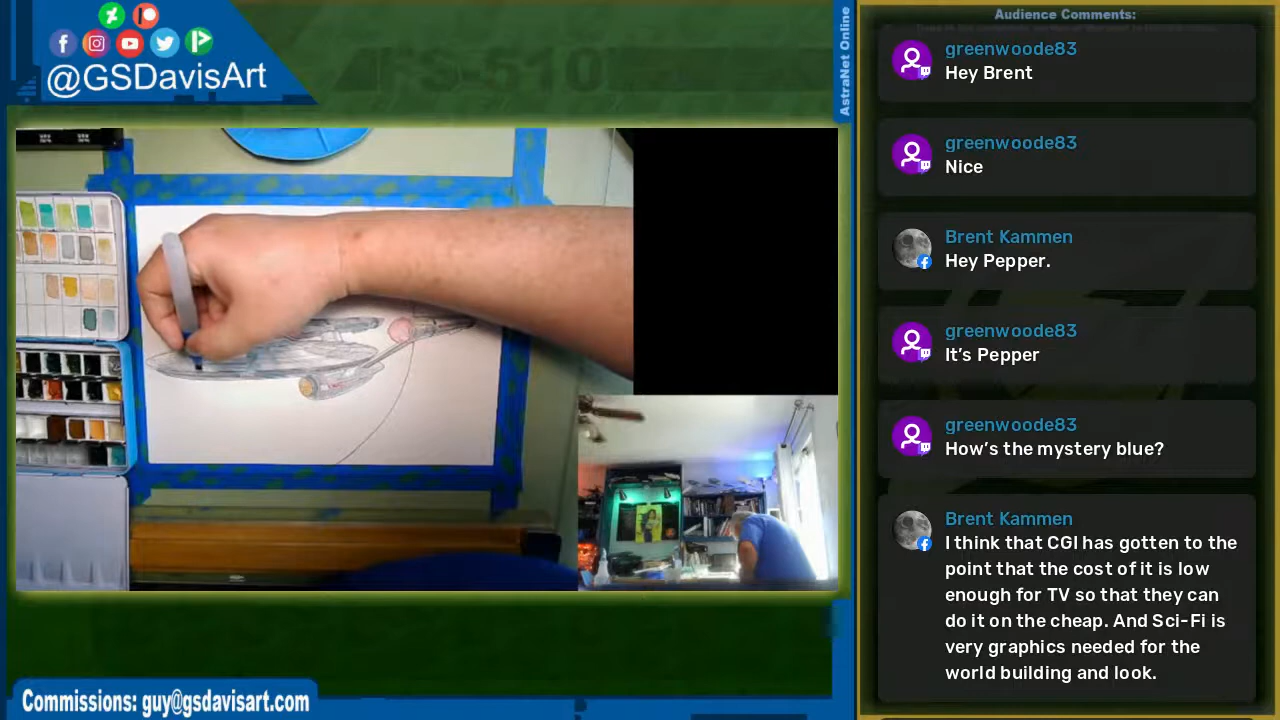 @GSDavisArt
AstraNet Online
Audience Comments:
greenwoode83
Hey Brent
greenwoode83
Nice
Brent Kammen
Hey Pepper.
greenwoode83
It’s Pepper
greenwoode83
How’s the mystery blue?
Brent Kammen
I think that CGI has gotten to the
point that the cost of it is low
enough for TV so that they can
do it on the cheap. And Sci-Fi is
very graphics needed for the
world building and look.
Commissions: guy@gsdavisart.com